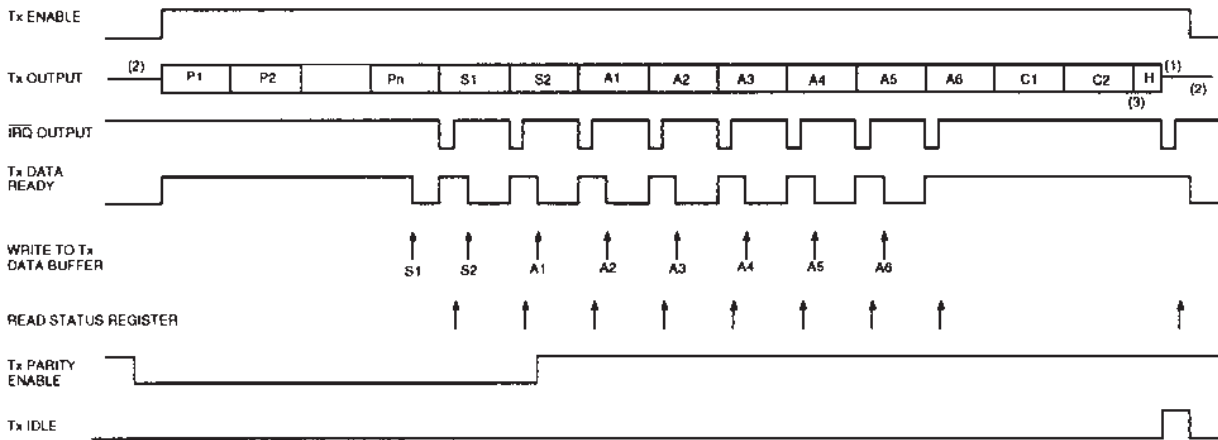 Tx ENABLE
Tx OUTPUT
(2)
P1 P2 Pn S1 S2 A1 A2 A3 A4 A5 A6 C1 C2 H
(1)
(3)
(2)
IRQ OUTPUT
Tx DATA
READY
WRITE TO Tx
DATA BUFFER
S1 S2 A1 A2 A3 A4 A5 A6
READ STATUS REGISTER
Tx PARITY
ENABLE
Tx IDLE